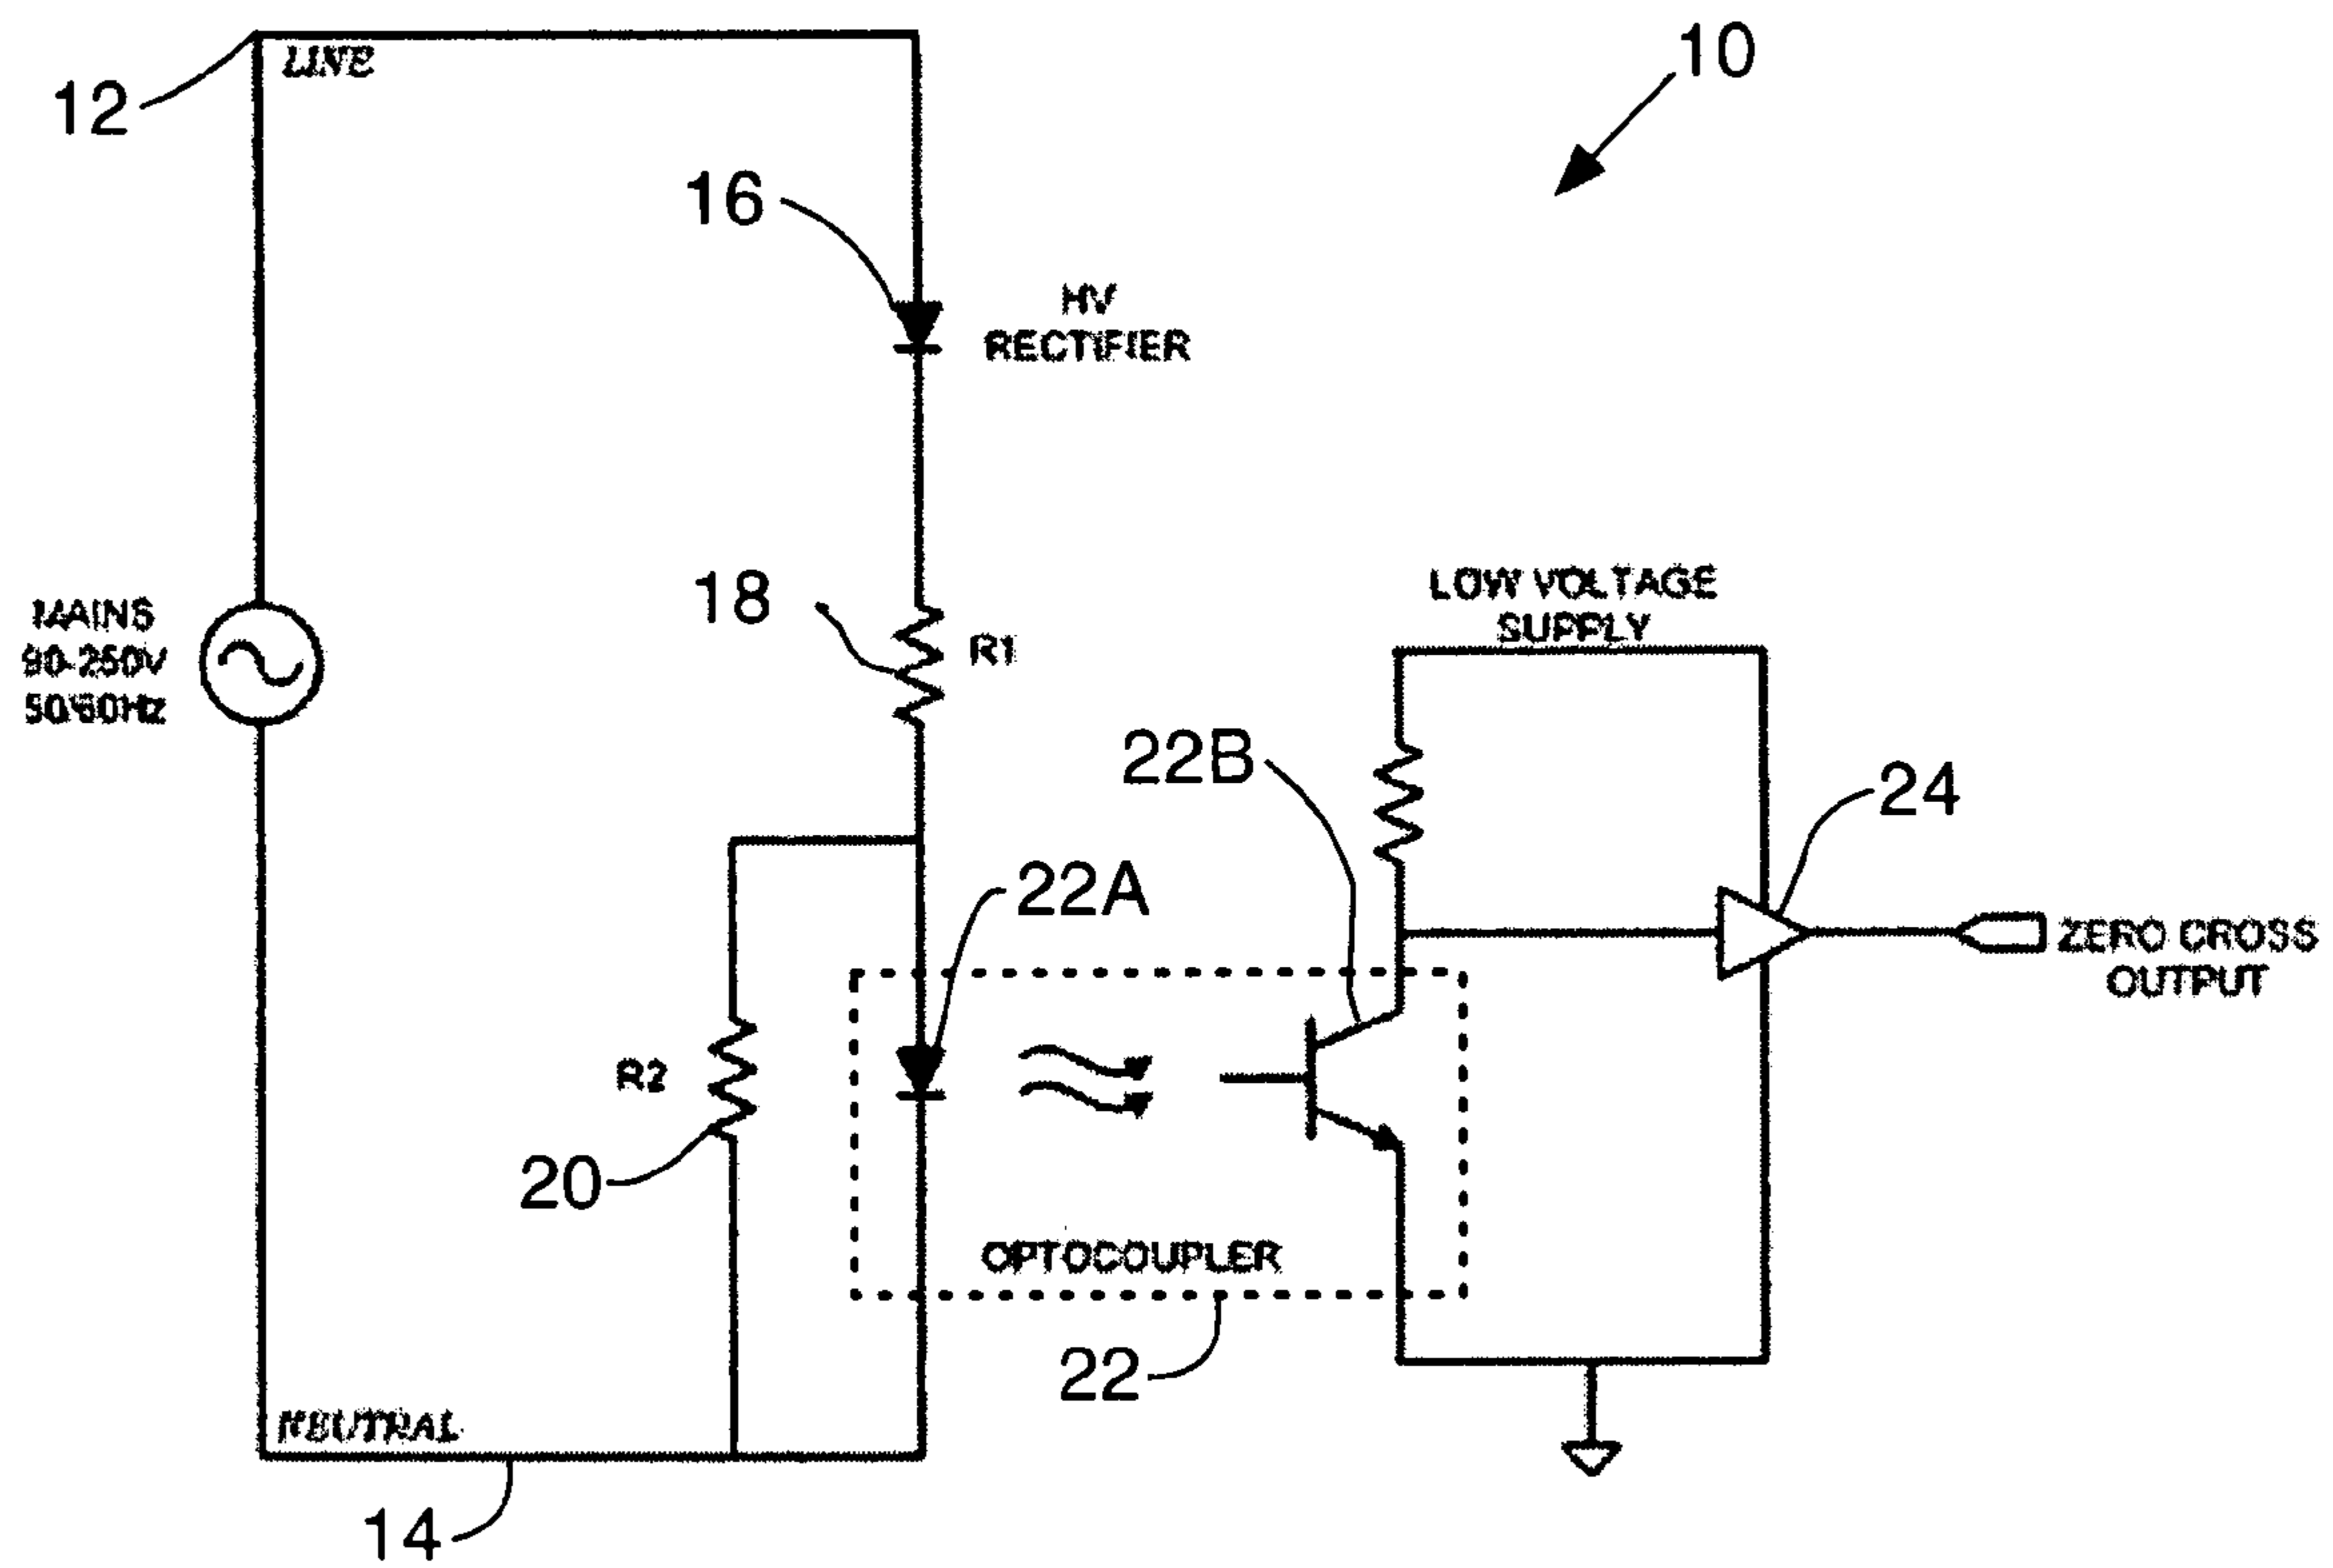 12
LINE
10
16
HV
RECTIFIER
18
R1
MAINS
90-250V
50/60Hz
LOW VOLTAGE
SUPPLY
22B
24
22A
ZERO CROSS
OUTPUT
R2
20
OPTOCOUPLER
22
NEUTRAL
14